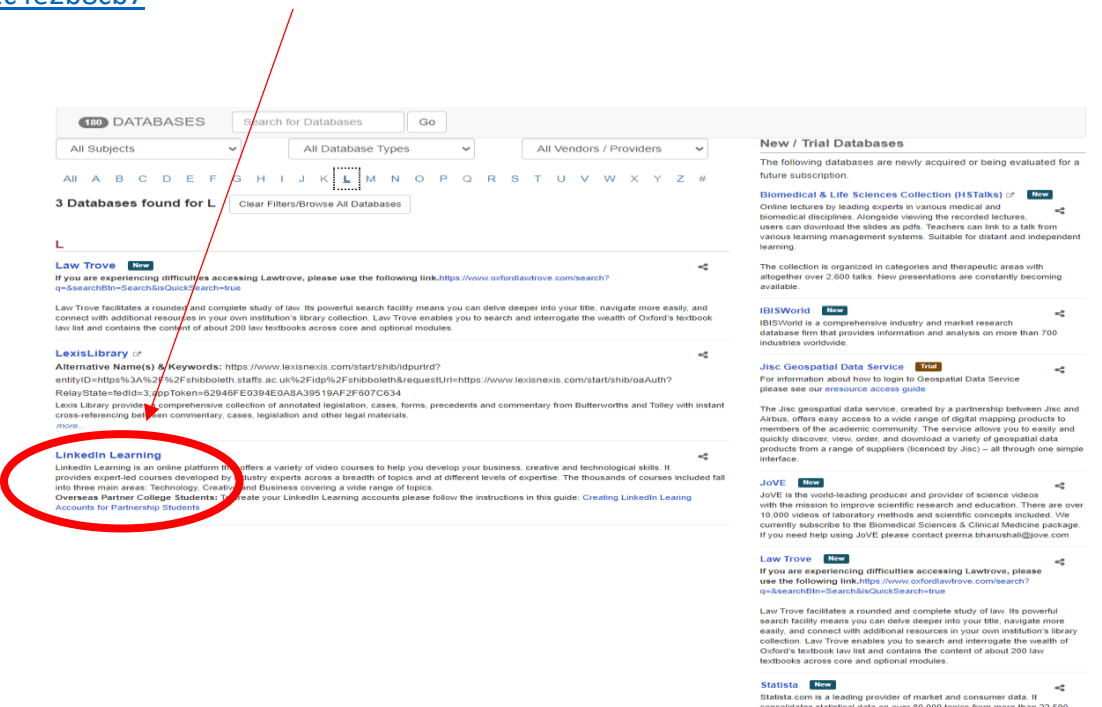 180 DATABASES Search for Databases Go
All Subjects All Database Types All Vendors / Providers
All A B C D E F G H I J K L M N O P Q R S T U V W X Y Z #
3 Databases found for L Clear Filters/Browse All Databases
L
Law Trove New
If you are experiencing difficulties accessing Lawtrove, please use the following link.https://www.oxfordlawtrove.com/search?
q=&searchBtn=Search&isQuickSearch=true
Law Trove facilitates a rounded and complete study of law. Its powerful search facility means you can delve deeper into your title, navigate more easily, and
connect with additional resources in your own institution's library collection. Law Trove enables you to search and interrogate the wealth of Oxford's textbook
law list and contains the content of about 200 law textbooks across core and optional modules.
LexisLibrary
Alternative Name(s) & Keywords: https://www.lexisnexis.com/start/shib/idpurlrd?
entityID=https%3A%2F%2Fshibboleth.staffs.ac.uk%2Fidp%2Fshibboleth&requestUrl=https://www.lexisnexis.com/start/shib/oaAuth?
RelayState=fedId=3;appToken=62946FE0394E0A8A39519AF2F607C634
Lexis Library provides a comprehensive collection of annotated legislation, cases, forms, precedents and commentary from Butterworths and Tolley with instant
cross-referencing between commentary, cases, legislation and other legal materials.
more...
LinkedIn Learning
LinkedIn Learning is an online platform that offers a variety of video courses to help you develop your business, creative and technological skills. It
provides expert-led courses developed by industry experts across a breadth of topics and at different levels of expertise. The thousands of courses included fall
into three main areas: Technology, Creative and Business covering a wide range of topics.
Overseas Partner College Students: To create your LinkedIn Learning accounts please follow the instructions in this guide: Creating LinkedIn Learing
Accounts for Partnership Students
New / Trial Databases
The following databases are newly acquired or being evaluated for a
future subscription.
Biomedical & Life Sciences Collection (HSTalks) New
Online lectures by leading experts in various medical and
biomedical disciplines. Alongside viewing the recorded lectures,
users can download the slides as pdfs. Teachers can link to a talk from
various learning management systems. Suitable for distant and independent
learning.
The collection is organized in categories and therapeutic areas with
altogether over 2,600 talks. New presentations are constantly becoming
available.
IBISWorld New
IBISWorld is a comprehensive industry and market research
database firm that provides information and analysis on more than 700
industries worldwide.
Jisc Geospatial Data Service Trial
For information about how to login to Geospatial Data Service
please see our eresource access guide
The Jisc geospatial data service, created by a partnership between Jisc and
Airbus, offers easy access to a wide range of digital mapping products to
members of the academic community. The service allows you to easily and
quickly discover, view, order, and download a variety of geospatial data
products from a range of suppliers (licenced by Jisc) – all through one simple
interface.
JoVE New
JoVE is the world-leading producer and provider of science videos
with the mission to improve scientific research and education. There are over
10,000 videos of laboratory methods and scientific concepts included. We
currently subscribe to the Biomedical Sciences & Clinical Medicine package.
If you need help using JoVE please contact prerna.bhanushali@jove.com
Law Trove New
If you are experiencing difficulties accessing Lawtrove, please
use the following link.https://www.oxfordlawtrove.com/search?
q=&searchBtn=Search&isQuickSearch=true
Law Trove facilitates a rounded and complete study of law. Its powerful
search facility means you can delve deeper into your title, navigate more
easily, and connect with additional resources in your own institution's library
collection. Law Trove enables you to search and interrogate the wealth of
Oxford's textbook law list and contains the content of about 200 law
textbooks across core and optional modules.
Statista New
Statista.com is a leading provider of market and consumer data. It